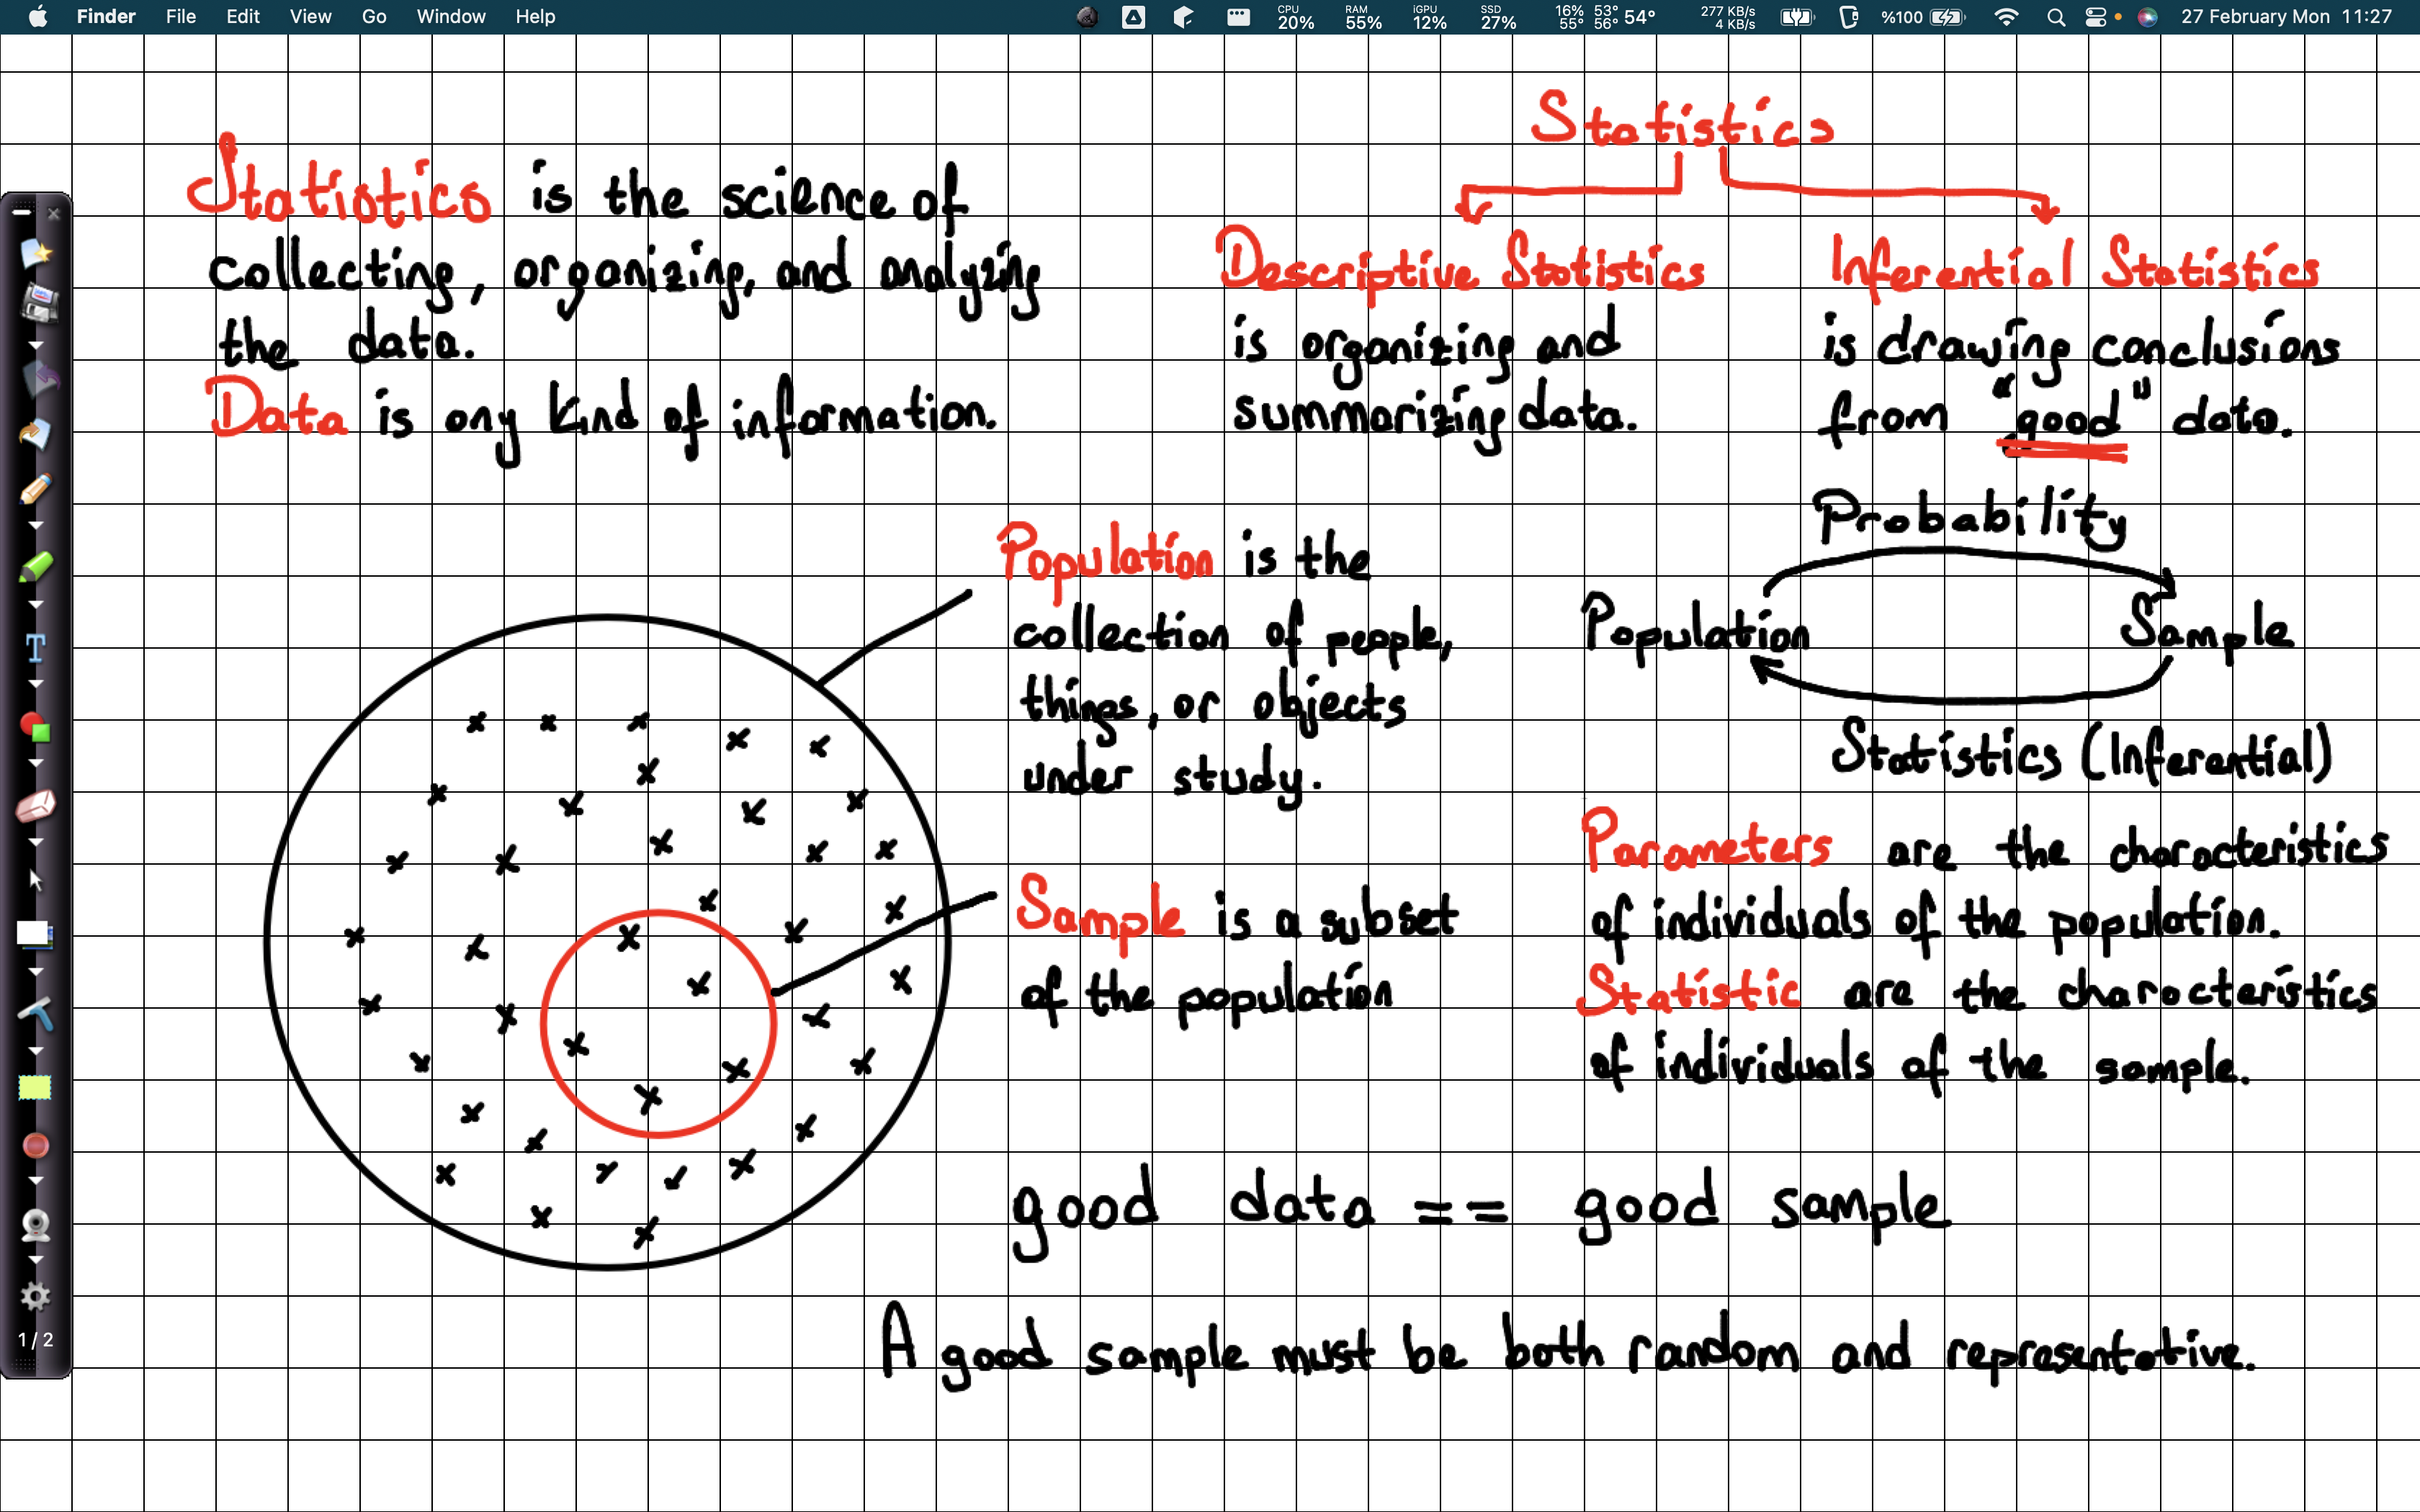 Finder File Edit View Go Window Help
CPU 20% RAM 55% iGPU 12% SSD 27% 16% 55° 53° 56° 54° 277 KB/s 4 KB/s %100 27 February Mon 11:27
Statistics is the science of
collecting, organizing, and analyzing
the data.
Data is any kind of information.
Statistics
Descriptive Statistics
is organizing and
summarizing data.
Inferential Statistics
is drawing conclusions
from "good" data.
Probability
Population Sample
Statistics (Inferential)
Population is the
collection of people,
things, or objects
under study.
Sample is a subset
of the population
Parameters are the characteristics
of individuals of the population.
Statistic are the characteristics
of individuals of the sample.
good data == good sample
A good sample must be both random and representative.
1/2